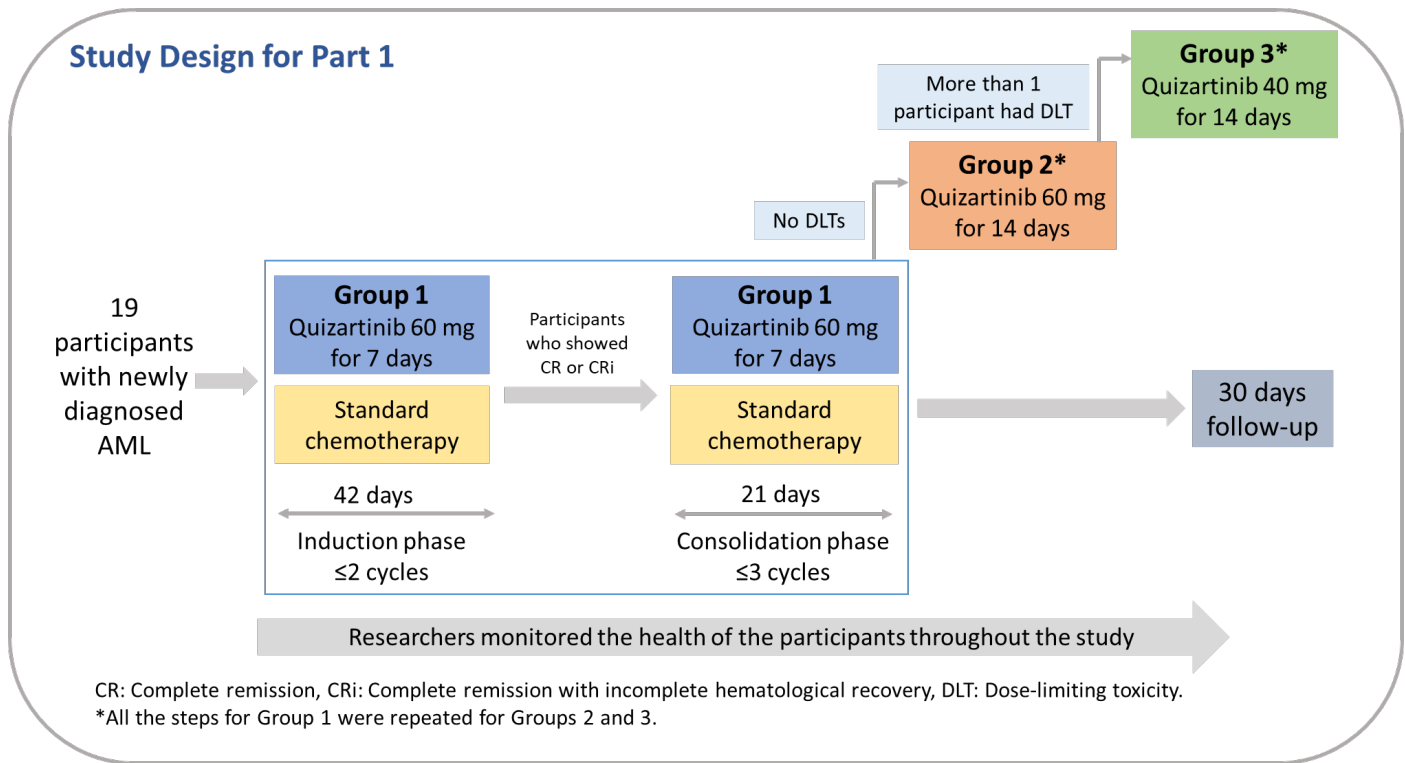 Study Design for Part 1
Group 3*
Quizartinib 40 mg
for 14 days
More than 1
participant had DLT
Group 2*
Quizartinib 60 mg
for 14 days
No DLTs
19
participants
with newly
diagnosed
AML
Group 1
Quizartinib 60 mg
for 7 days
Standard
chemotherapy
42 days
Induction phase
≤2 cycles
Participants
who showed
CR or CRi
Group 1
Quizartinib 60 mg
for 7 days
Standard
chemotherapy
21 days
Consolidation phase
≤3 cycles
30 days
follow-up
Researchers monitored the health of the participants throughout the study
CR: Complete remission, CRi: Complete remission with incomplete hematological recovery, DLT: Dose-limiting toxicity.
*All the steps for Group 1 were repeated for Groups 2 and 3.